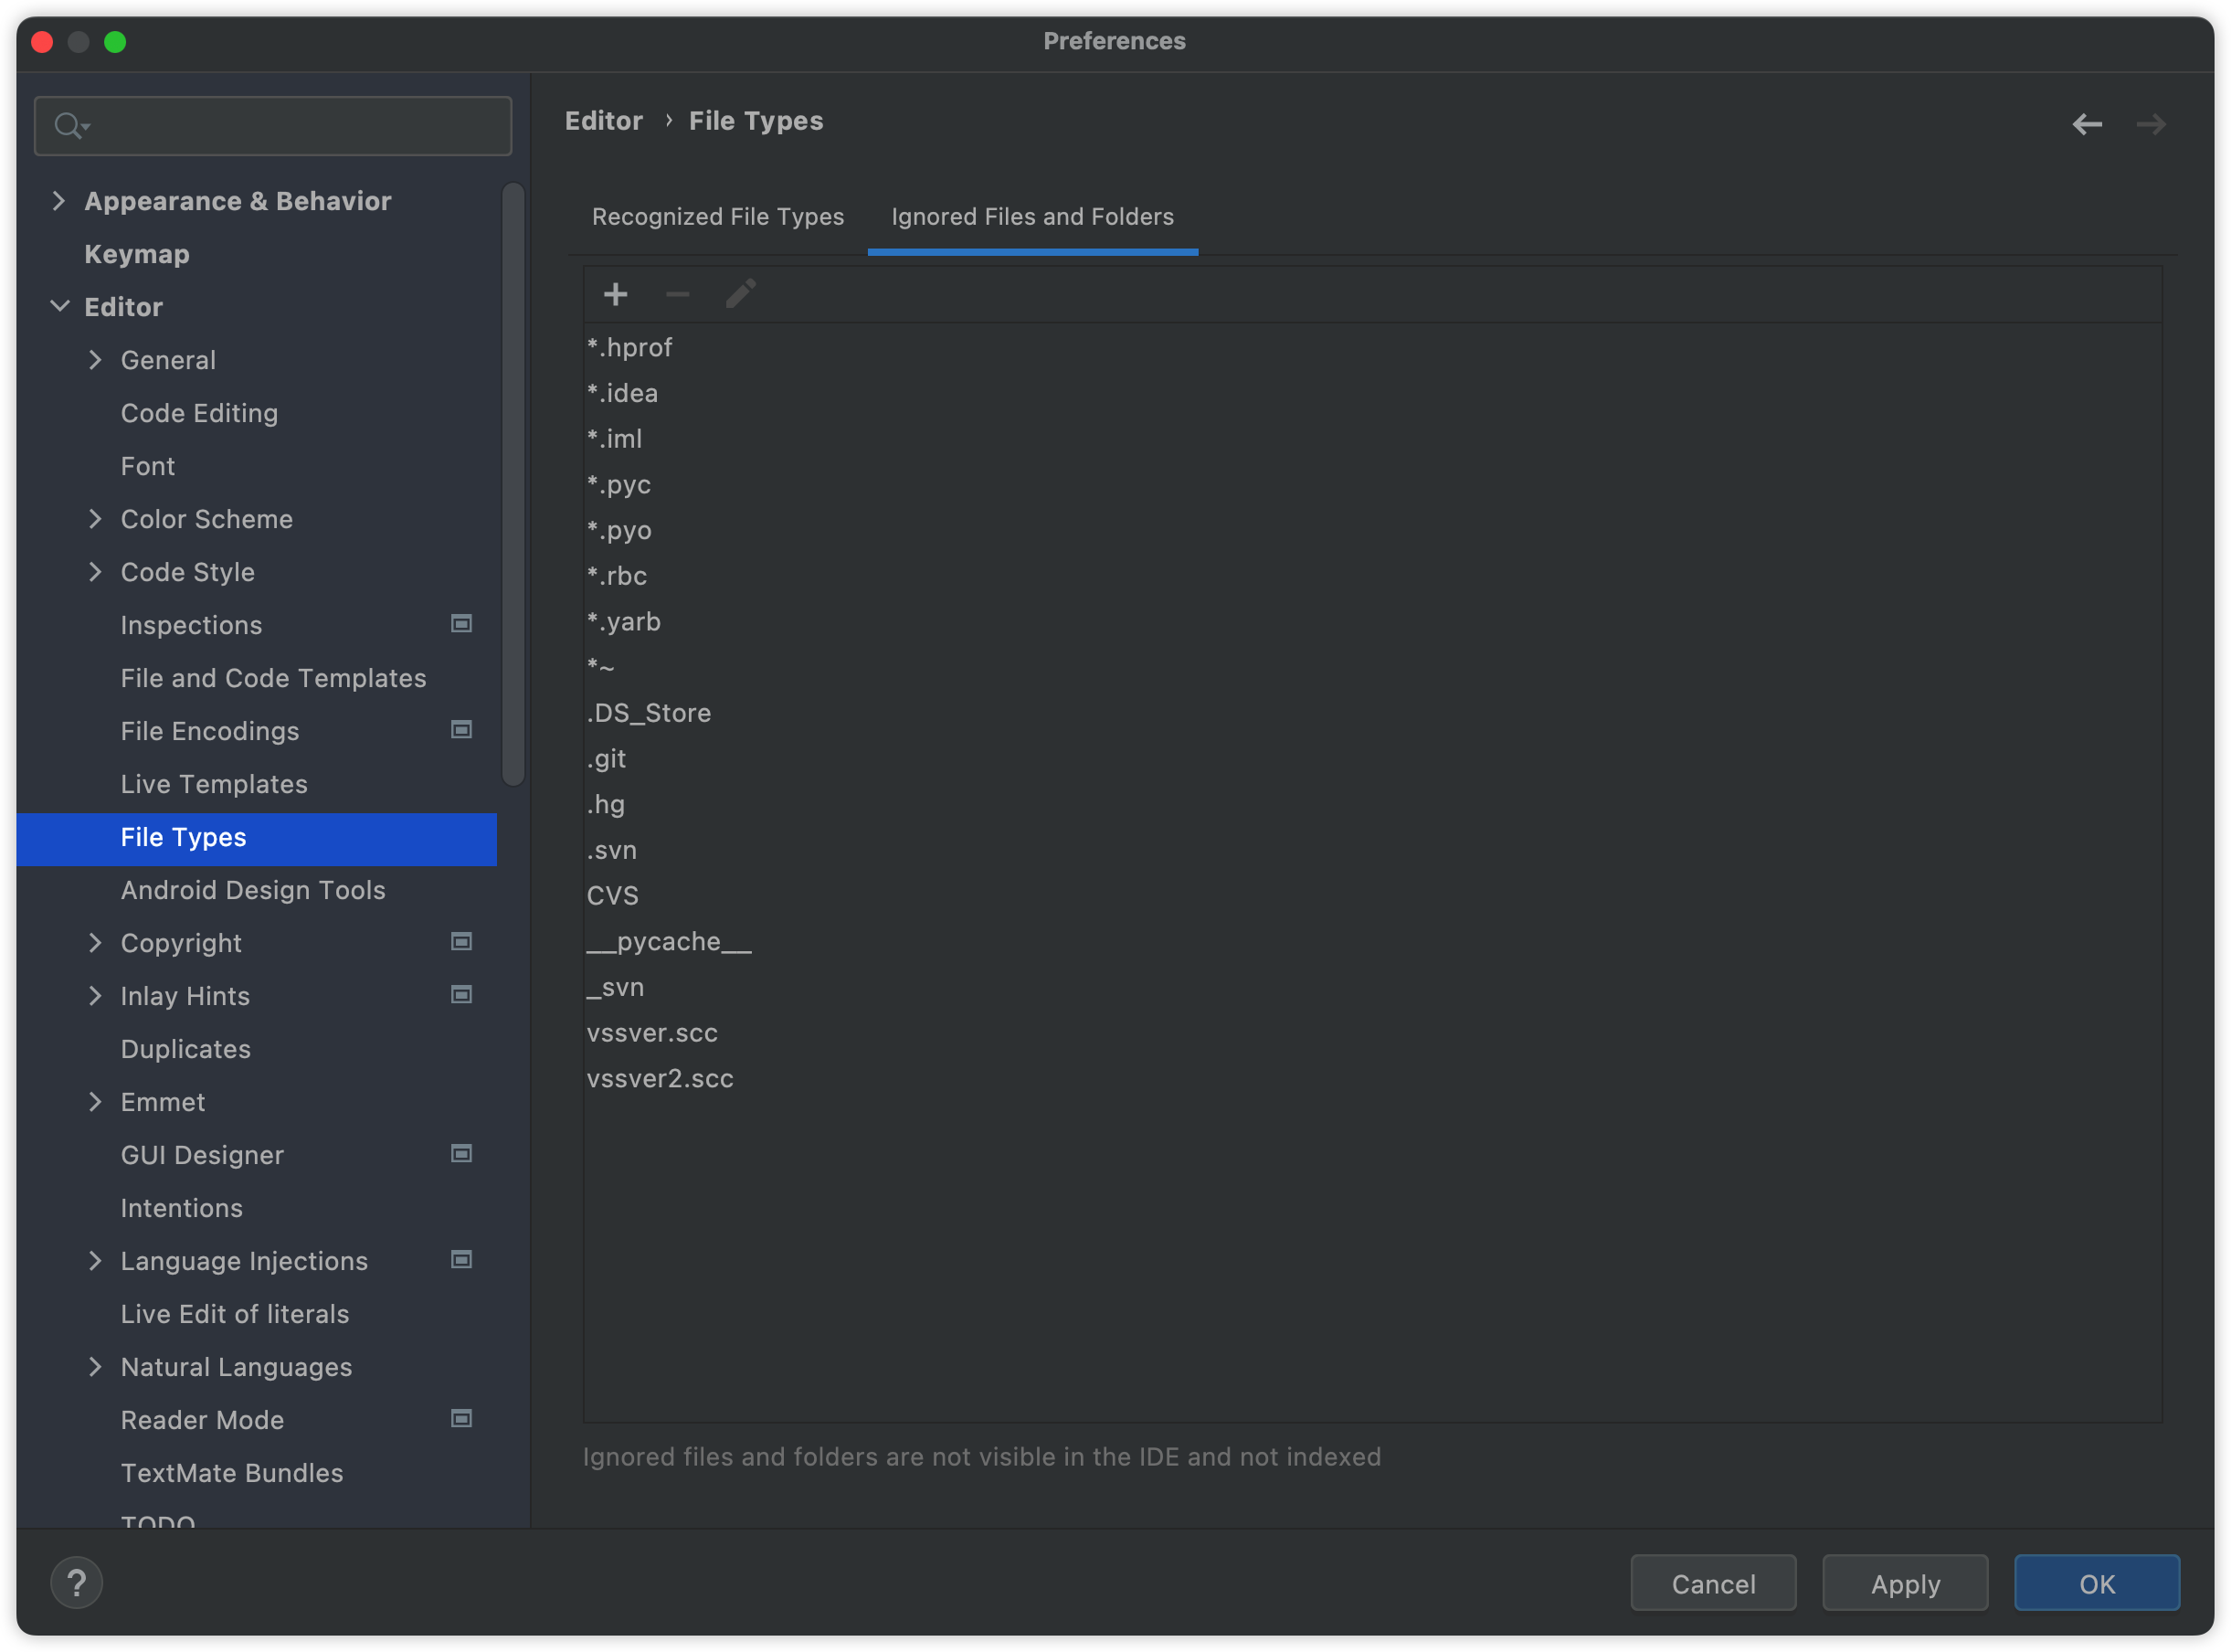 Preferences
Appearance & Behavior
Keymap
Editor
General
Code Editing
Font
Color Scheme
Code Style
Inspections
File and Code Templates
File Encodings
Live Templates
File Types
Android Design Tools
Copyright
Inlay Hints
Duplicates
Emmet
GUI Designer
Intentions
Language Injections
Live Edit of literals
Natural Languages
Reader Mode
TextMate Bundles
TODO
Editor › File Types
Recognized File Types Ignored Files and Folders
*.hprof
*.idea
*.iml
*.pyc
*.pyo
*.rbc
*.yarb
*~
.DS_Store
.git
.hg
.svn
CVS
__pycache__
_svn
vssver.scc
vssver2.scc
Ignored files and folders are not visible in the IDE and not indexed
?
Cancel Apply OK